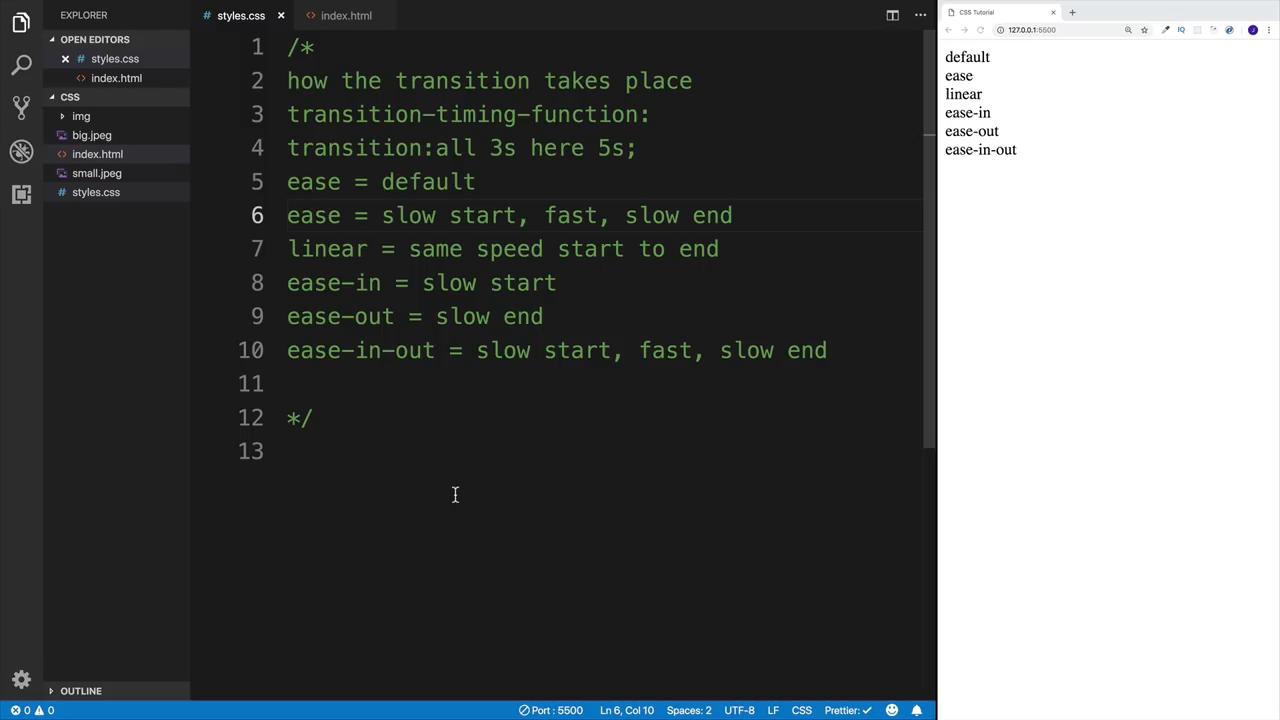 EXPLORER
OPEN EDITORS
styles.css
index.html
CSS
img
big.jpeg
index.html
small.jpeg
styles.css
OUTLINE
styles.css
index.html
1 /*
2 how the transition takes place
3 transition-timing-function:
4 transition:all 3s here 5s;
5 ease = default
6 ease = slow start, fast, slow end
7 linear = same speed start to end
8 ease-in = slow start
9 ease-out = slow end
10 ease-in-out = slow start, fast, slow end
11
12 */
13
0 0
Port : 5500
Ln 6, Col 10
Spaces: 2
UTF-8
LF
CSS
Prettier: ✓
CSS Tutorial
127.0.0.1:5500
IQ
J
default
ease
linear
ease-in
ease-out
ease-in-out